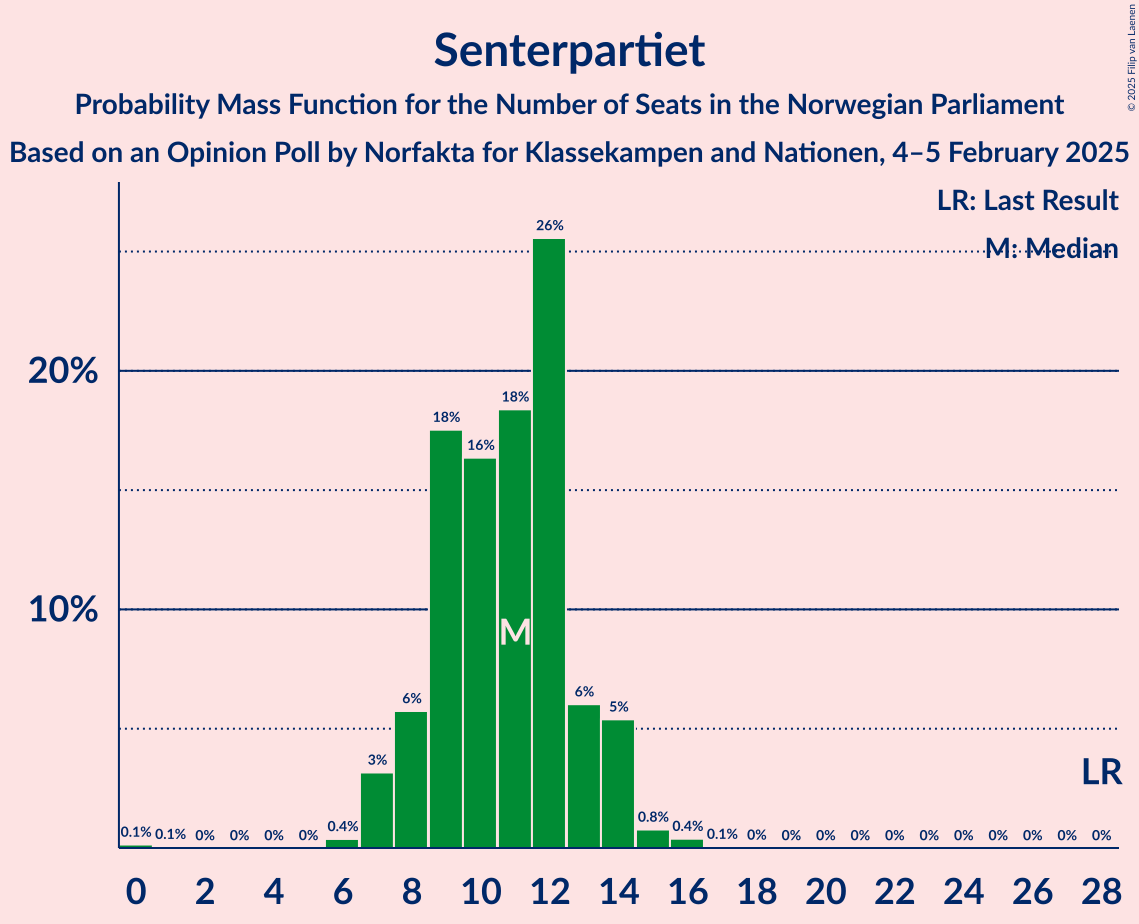 Senterpartiet
Probability Mass Function for the Number of Seats in the Norwegian Parliament
Based on an Opinion Poll by Norfakta for Klassekampen and Nationen, 4–5 February 2025
© 2025 Filip van Laenen
LR: Last Result
M: Median
20%
10%
0.1% 0.1% 0% 0% 0% 0% 0.4% 3% 6% 18% 16% 18% 26% 6% 5% 0.8% 0.4% 0.1% 0% 0% 0% 0% 0% 0% 0% 0% 0% 0% 0%
M
LR
0 2 4 6 8 10 12 14 16 18 20 22 24 26 28